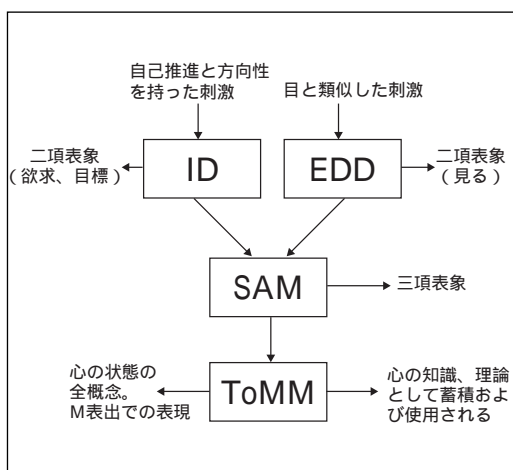 自己推進と方向性
を持った刺激
目と類似した刺激
二項表象
（欲求、目標）
ID
EDD
二項表象
（見る）
SAM
三項表象
心の状態の
全概念。
M表出での表現
ToMM
心の知識、理論
として蓄積およ
び使用される